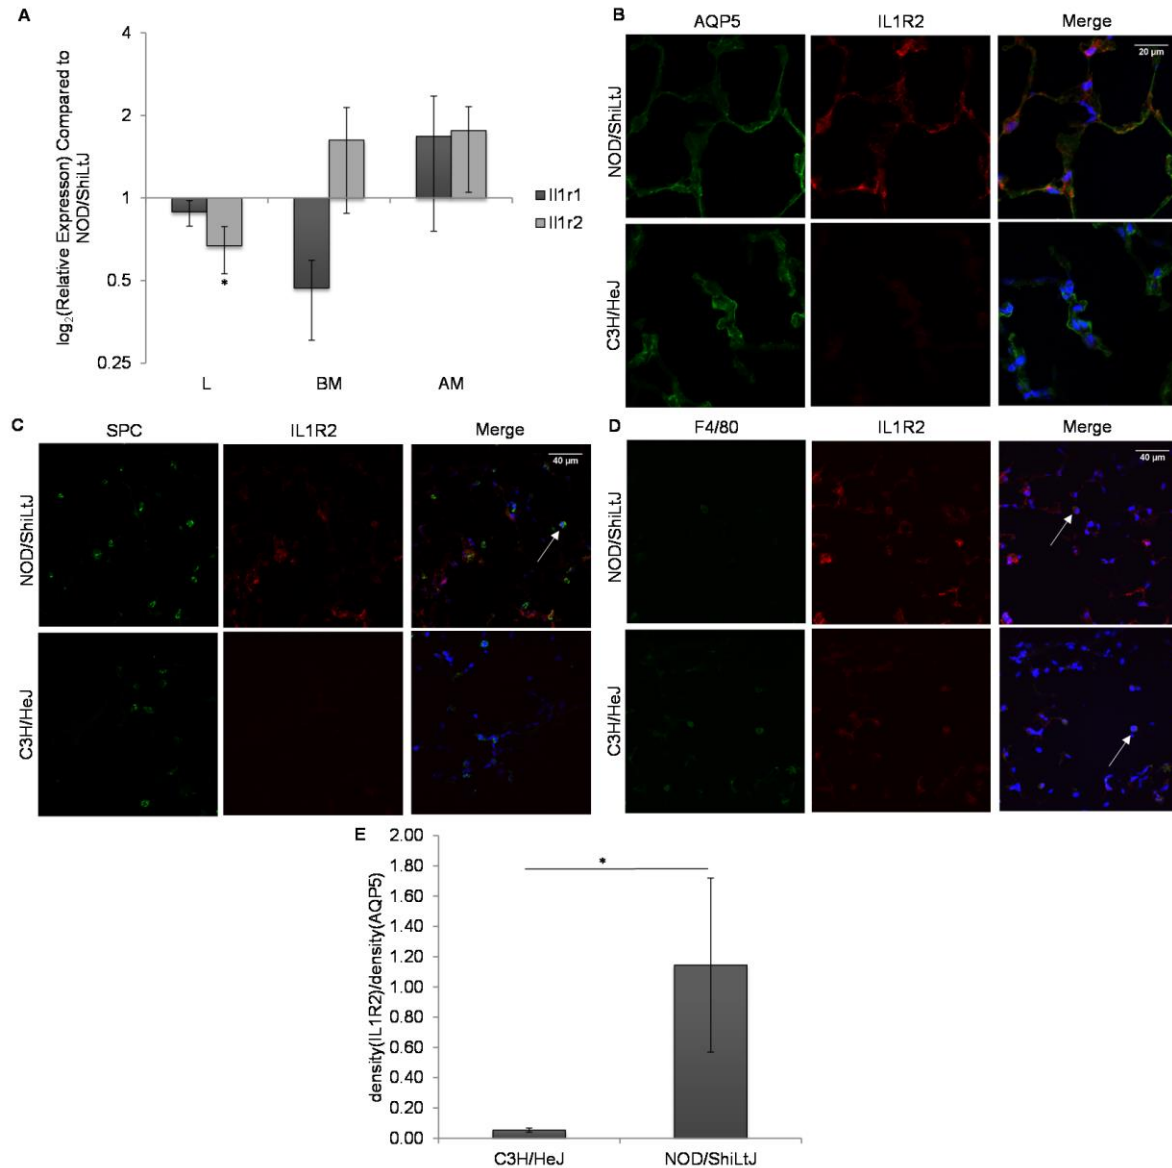 A
log2(Relative Expresson) Compared to
NOD/ShiLtJ
4
2
1
0.5
0.25
L BM AM
Il1r1
Il1r2
*
B
AQP5 IL1R2 Merge
NOD/ShiLtJ
20 μm
C3H/HeJ
C
SPC IL1R2 Merge
NOD/ShiLtJ
40 μm
C3H/HeJ
D
F4/80 IL1R2 Merge
NOD/ShiLtJ
40 μm
C3H/HeJ
E
density(IL1R2)/density(AQP5)
2.00
1.80
1.60
1.40
1.20
1.00
0.80
0.60
0.40
0.20
0.00
*
C3H/HeJ NOD/ShiLtJ